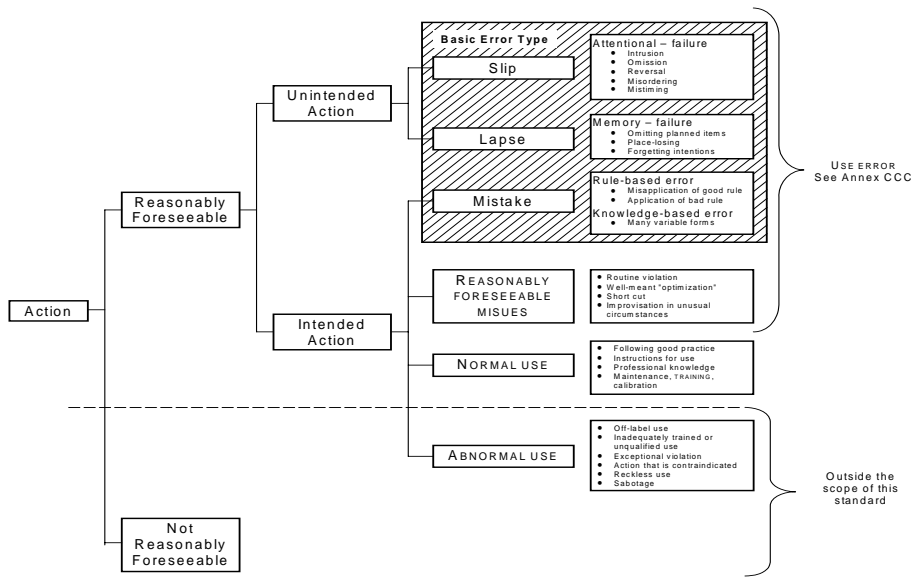 Basic Error Type
Slip
Attentional – failure
● Intrusion
● Omission
● Reversal
● Misordering
● Mistiming
Unintended
Action
Lapse
Memory – failure
● Omitting planned items
● Place-losing
● Forgetting intentions
USE ERROR
See Annex CCC
Reasonably
Foreseeable
Mistake
Rule-based error
● Misapplication of good rule
● Application of bad rule
Knowledge-based error
● Many variable forms
Action
REASONABLY
FORESEEABLE
MISUES
● Routine violation
● Well-meant "optimization"
● Short cut
● Improvisation in unusual
circumstances
Intended
Action
NORMAL USE
● Following good practice
● Instructions for use
● Professional knowledge
● Maintenance, TRAINING,
calibration
ABNORMAL USE
● Off-label use
● Inadequately trained or
unqualified use
● Exceptional violation
● Action that is contraindicated
● Reckless use
● Sabotage
Outside the
scope of this
standard
Not
Reasonably
Foreseeable